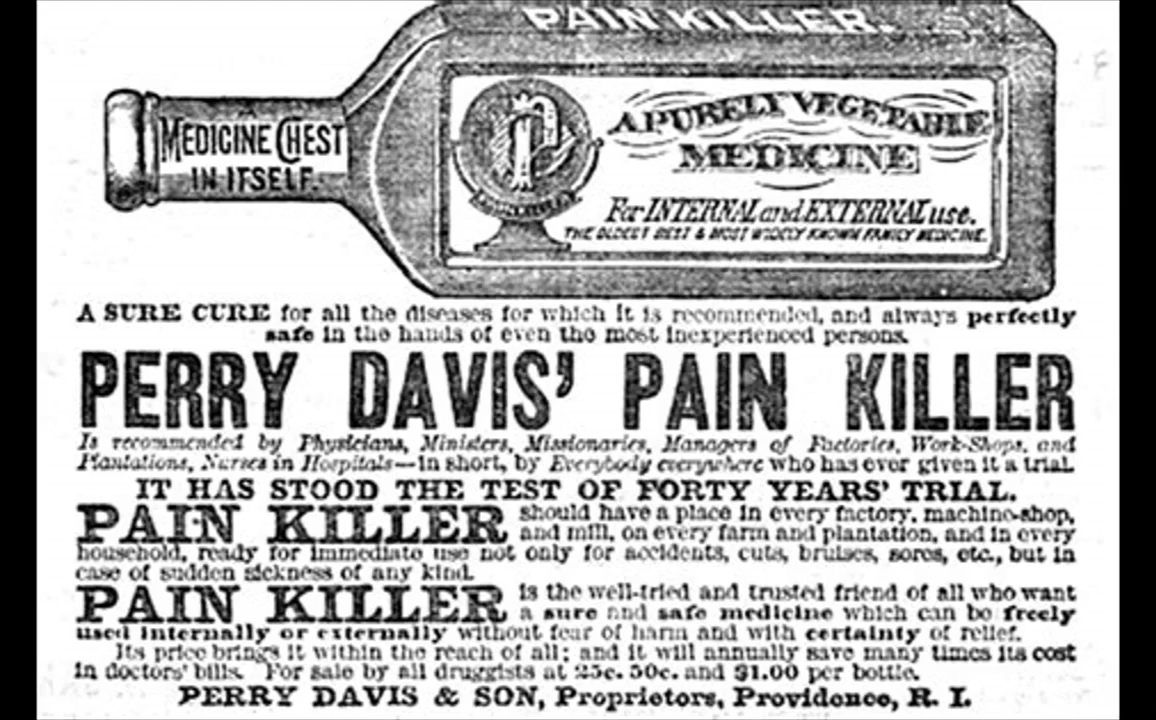 PAIN KILLER.
A
MEDICINE CHEST
IN ITSELF.
A PURELY VEGETABLE
MEDICINE
For INTERNAL and EXTERNAL use.
THE OLDEST BEST & MOST WIDELY KNOWN FAMILY MEDICINE.
A SURE CURE for all the diseases for which it is recommended, and always perfectly
safe in the hands of even the most inexperienced persons.
PERRY DAVIS' PAIN KILLER
Is recommended by Physicians, Ministers, Missionaries, Managers of Factories, Work-Shops, and
Plantations, Nurses in Hospitals—in short, by Everybody everywhere who has ever given it a trial.
IT HAS STOOD THE TEST OF FORTY YEARS' TRIAL.
PAIN KILLER should have a place in every factory, machine-shop,
and mill, on every farm and plantation, and in every
household, ready for immediate use not only for accidents, cuts, bruises, sores, etc., but in
case of sudden sickness of any kind.
PAIN KILLER is the well-tried and trusted friend of all who want
a sure and safe medicine which can be freely
used internally or externally without fear of harm and with certainty of relief.
Its price brings it within the reach of all; and it will annually save many times its cost
in doctors' bills. For sale by all druggists at 25c. 50c. and $1.00 per bottle.
PERRY DAVIS & SON, Proprietors, Providence, R. I.